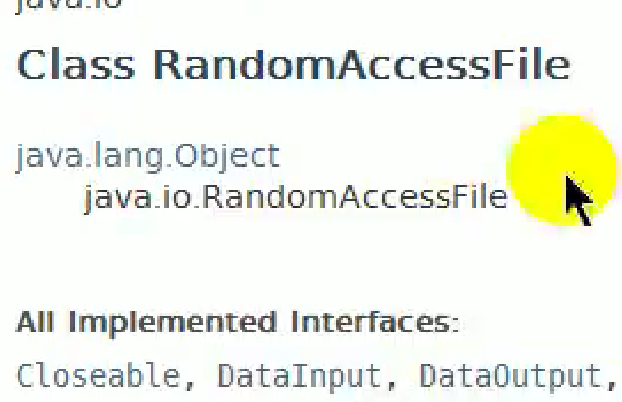 java.io
Class RandomAccessFile
java.lang.Object
java.io.RandomAccessFile
All Implemented Interfaces:
Closeable, DataInput, DataOutput,